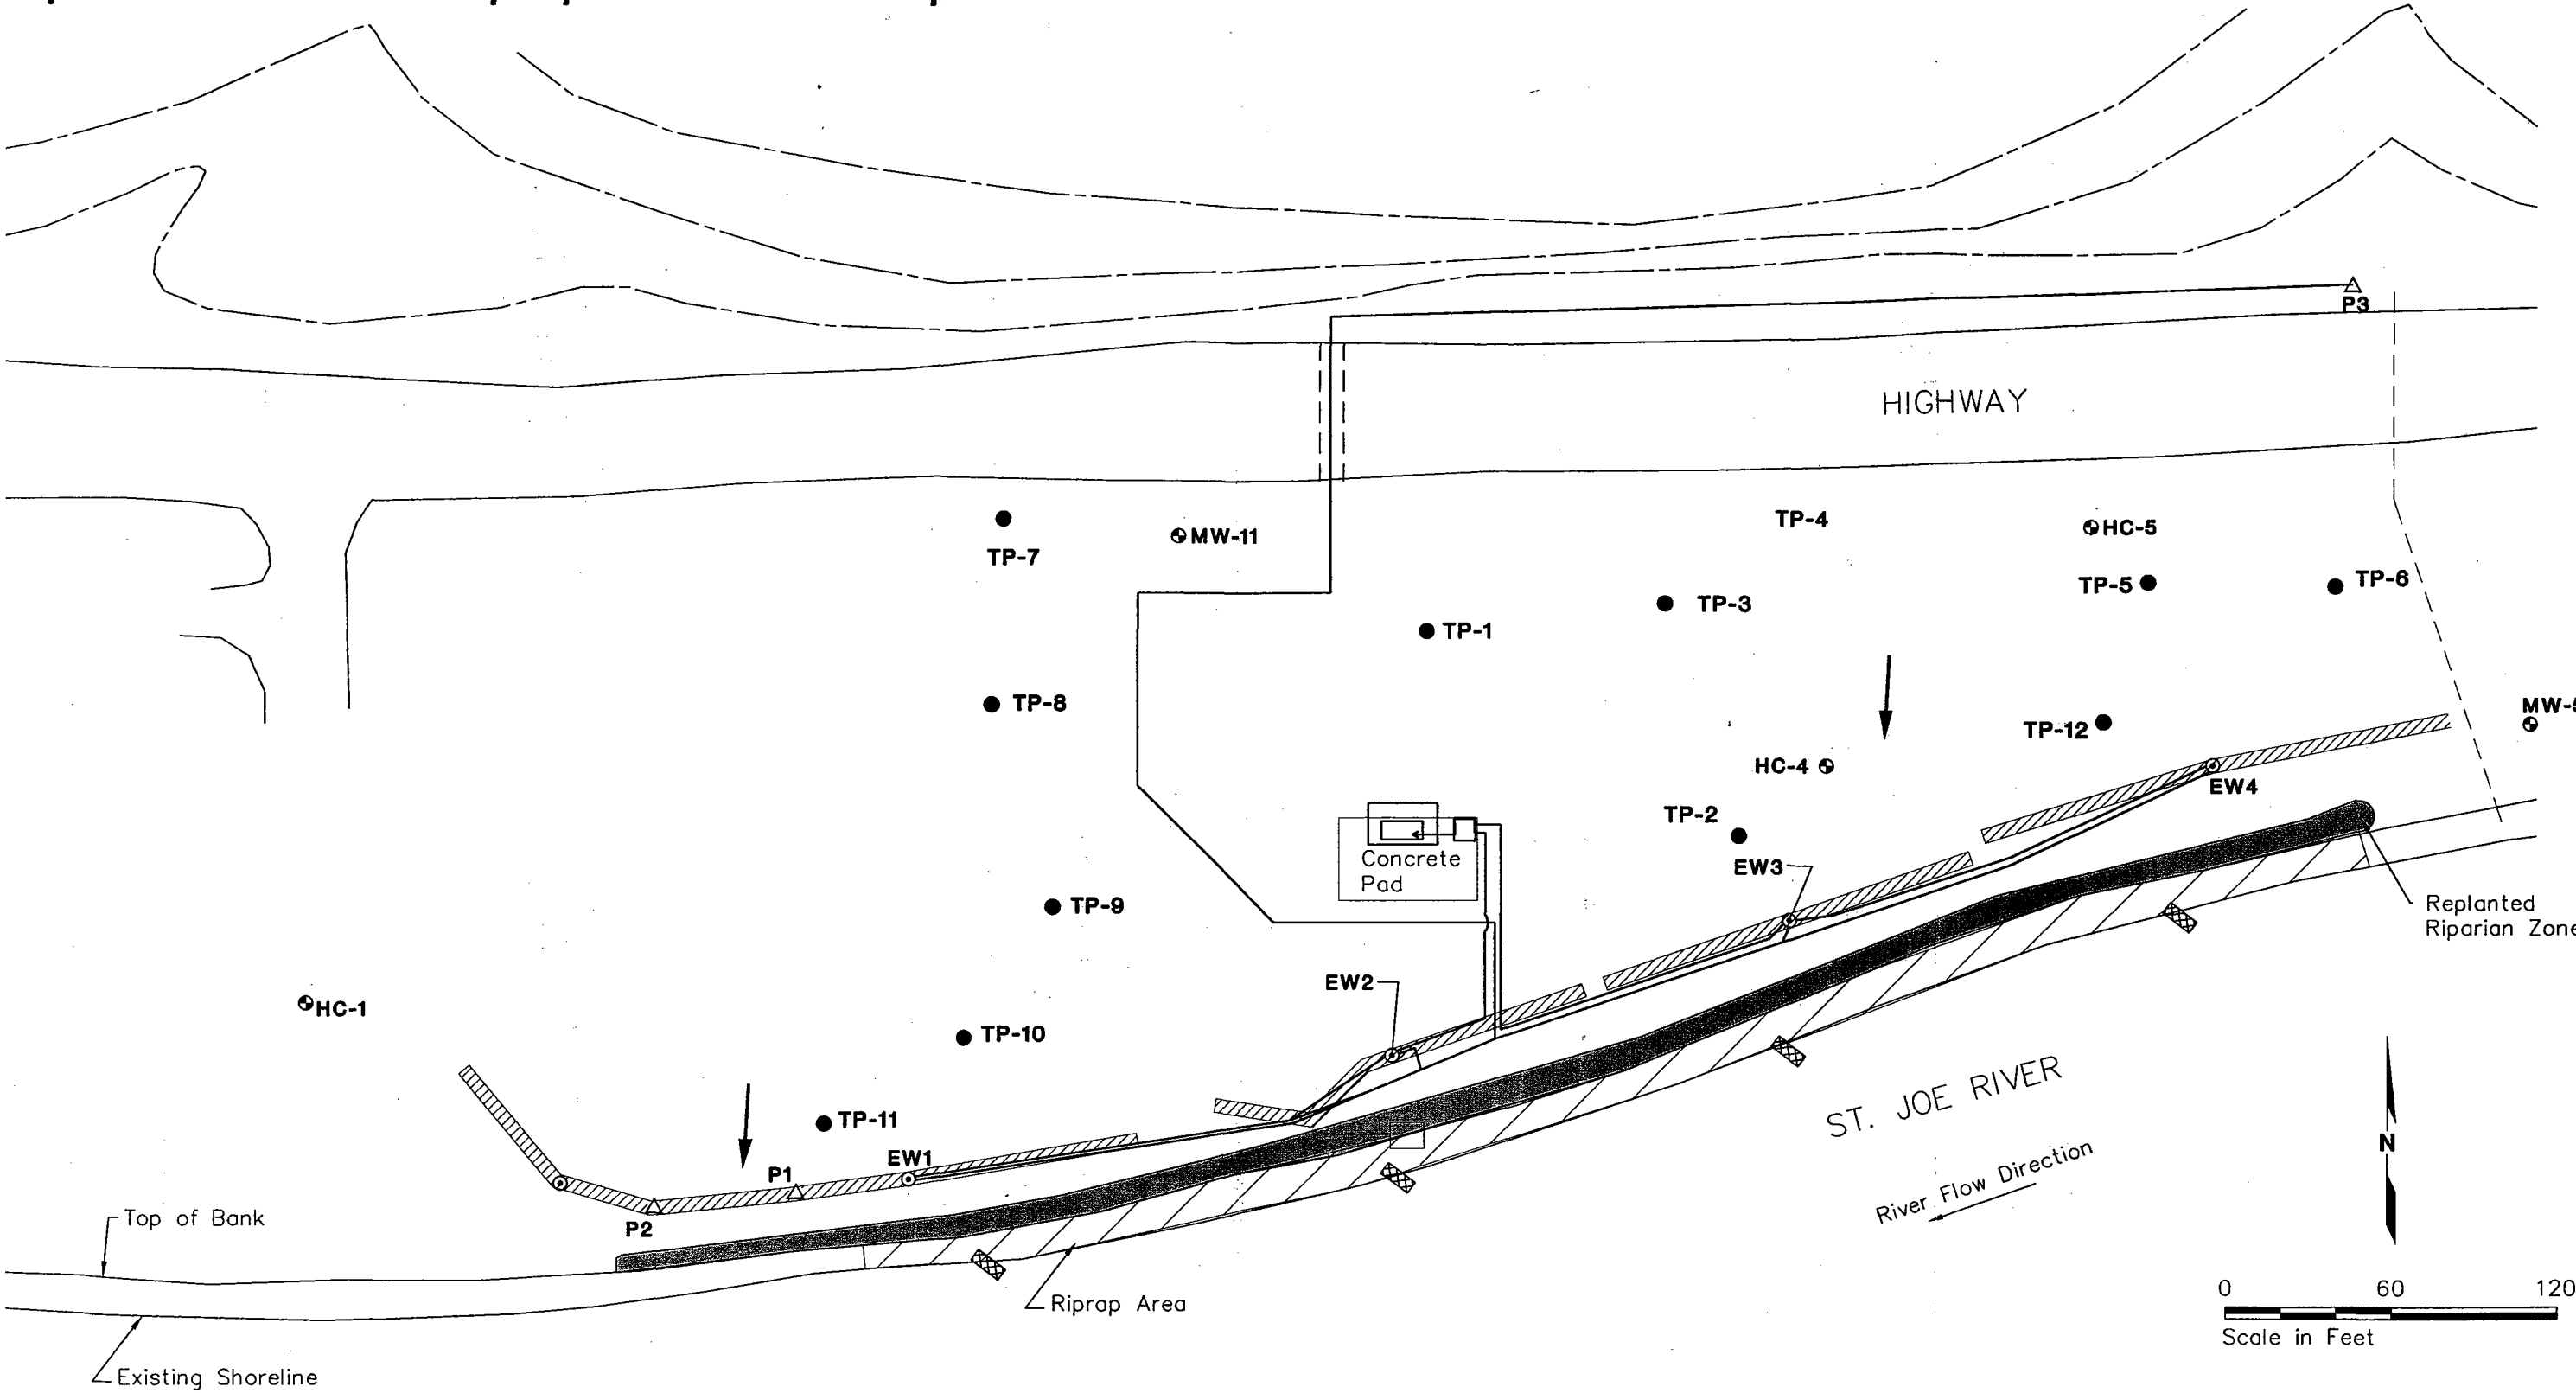 P3
HIGHWAY
TP-4
HC-5
MW-11
TP-7
TP-5
TP-6
TP-3
TP-1
TP-8
MW-5
TP-12
HC-4
EW4
TP-2
Concrete
Pad
EW3
TP-9
Replanted
Riparian Zone
EW2
HC-1
TP-10
ST. JOE RIVER
TP-11
N
EW1
P1
River Flow Direction
Top of Bank
P2
0 60 120
Riprap Area
Scale in Feet
Existing Shoreline